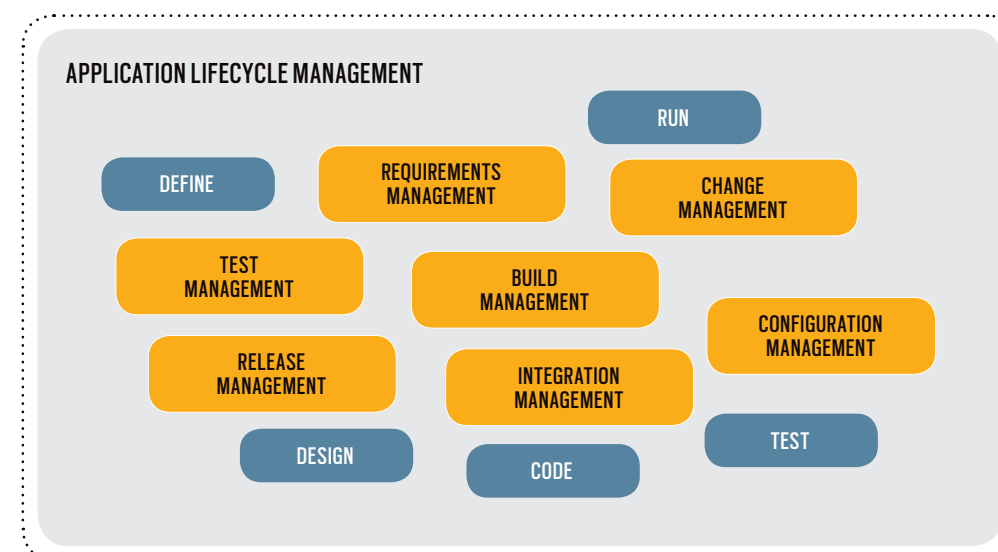 APPLICATION LIFECYCLE MANAGEMENT
RUN
DEFINE
REQUIREMENTS
MANAGEMENT
CHANGE
MANAGEMENT
TEST
MANAGEMENT
BUILD
MANAGEMENT
CONFIGURATION
MANAGEMENT
RELEASE
MANAGEMENT
INTEGRATION
MANAGEMENT
DESIGN
CODE
TEST